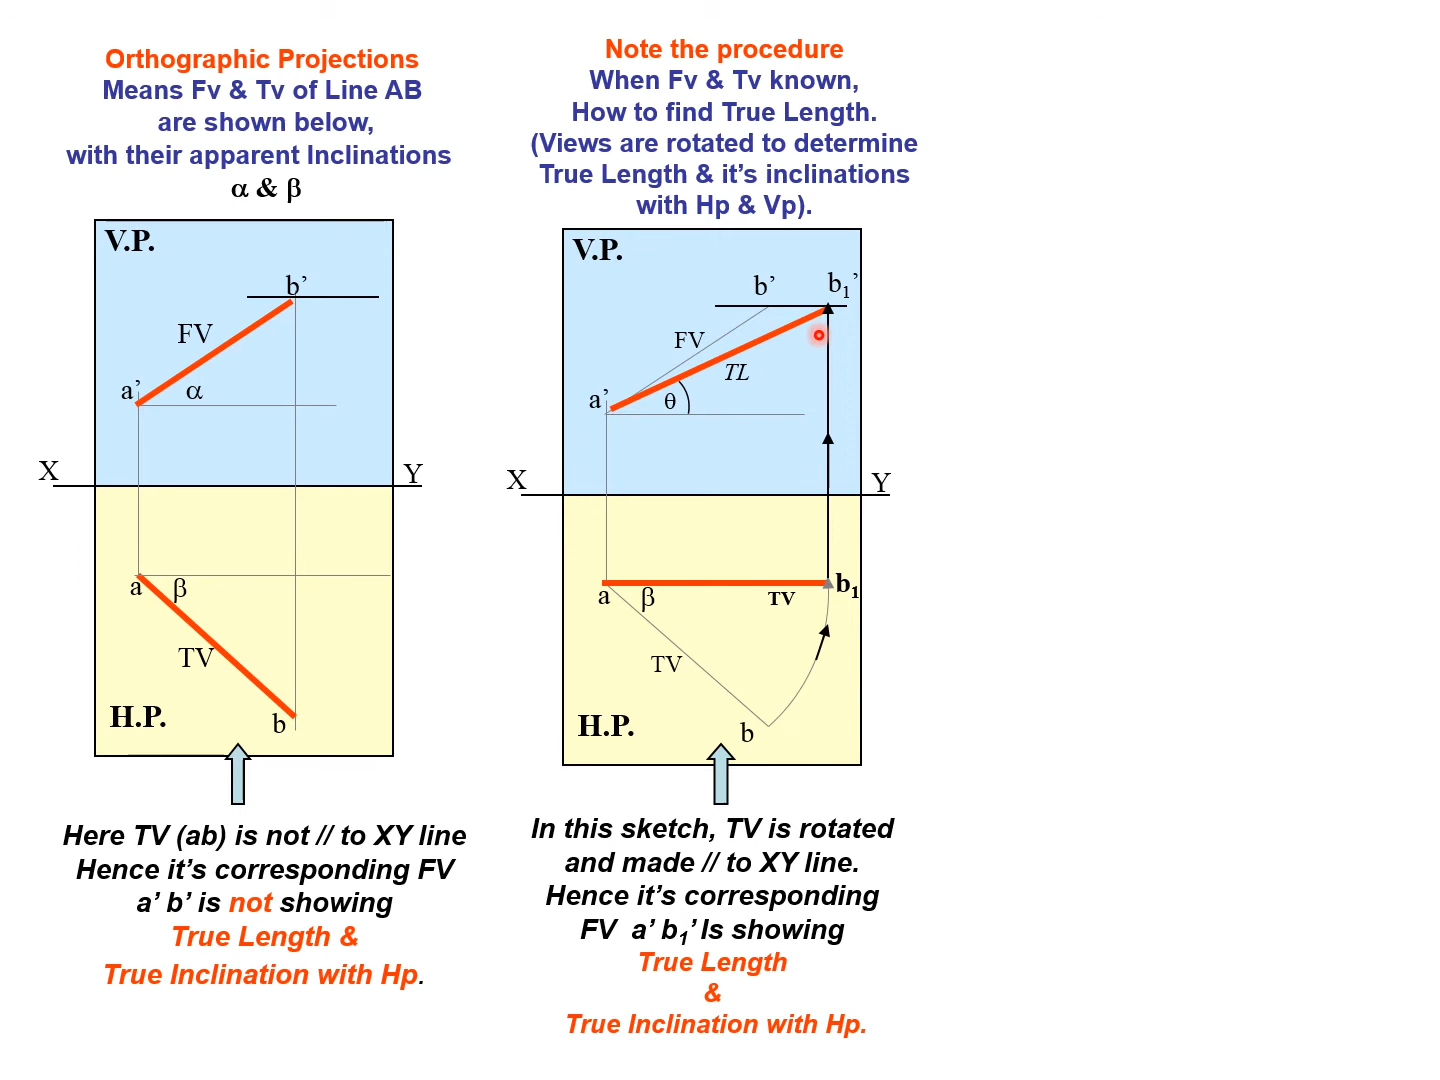 Orthographic Projections
Means Fv & Tv of Line AB
are shown below,
with their apparent Inclinations
α & β
V.P.
b’
FV
a’
α
X
Y
a
β
TV
b
H.P.
Here TV (ab) is not // to XY line
Hence it’s corresponding FV
a’ b’ is not showing
True Length &
True Inclination with Hp.
Note the procedure
When Fv & Tv known,
How to find True Length.
(Views are rotated to determine
True Length & it’s inclinations
with Hp & Vp).
V.P.
b’
b₁’
FV
TL
a’
θ
X
Y
a
β
TV
b₁
TV
H.P.
b
In this sketch, TV is rotated
and made // to XY line.
Hence it’s corresponding
FV a’ b₁’ Is showing
True Length
&
True Inclination with Hp.